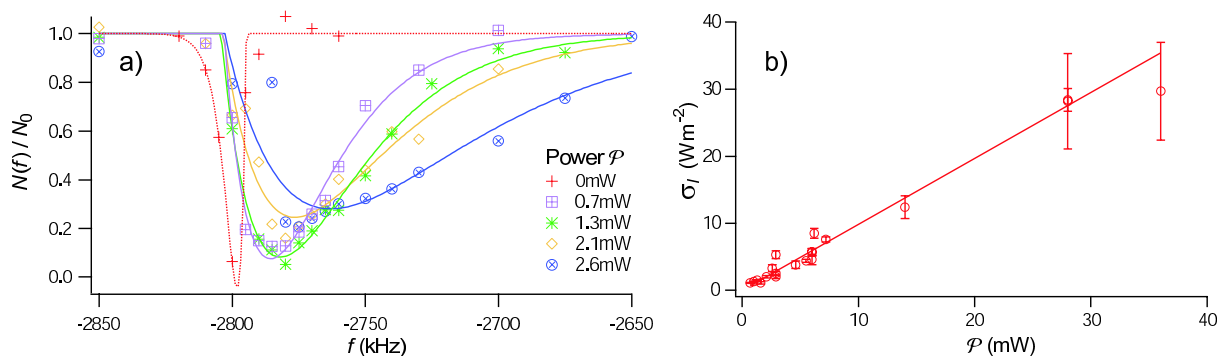 a)
N(f) / N₀
1.0
0.8
0.6
0.4
0.2
0.0
-2850
-2800
-2750
-2700
-2650
f (kHz)
Power 𝒫
0mW
0.7mW
1.3mW
2.1mW
2.6mW
b)
σ_I (Wm⁻²)
40
30
20
10
0
0
10
20
30
40
𝒫 (mW)